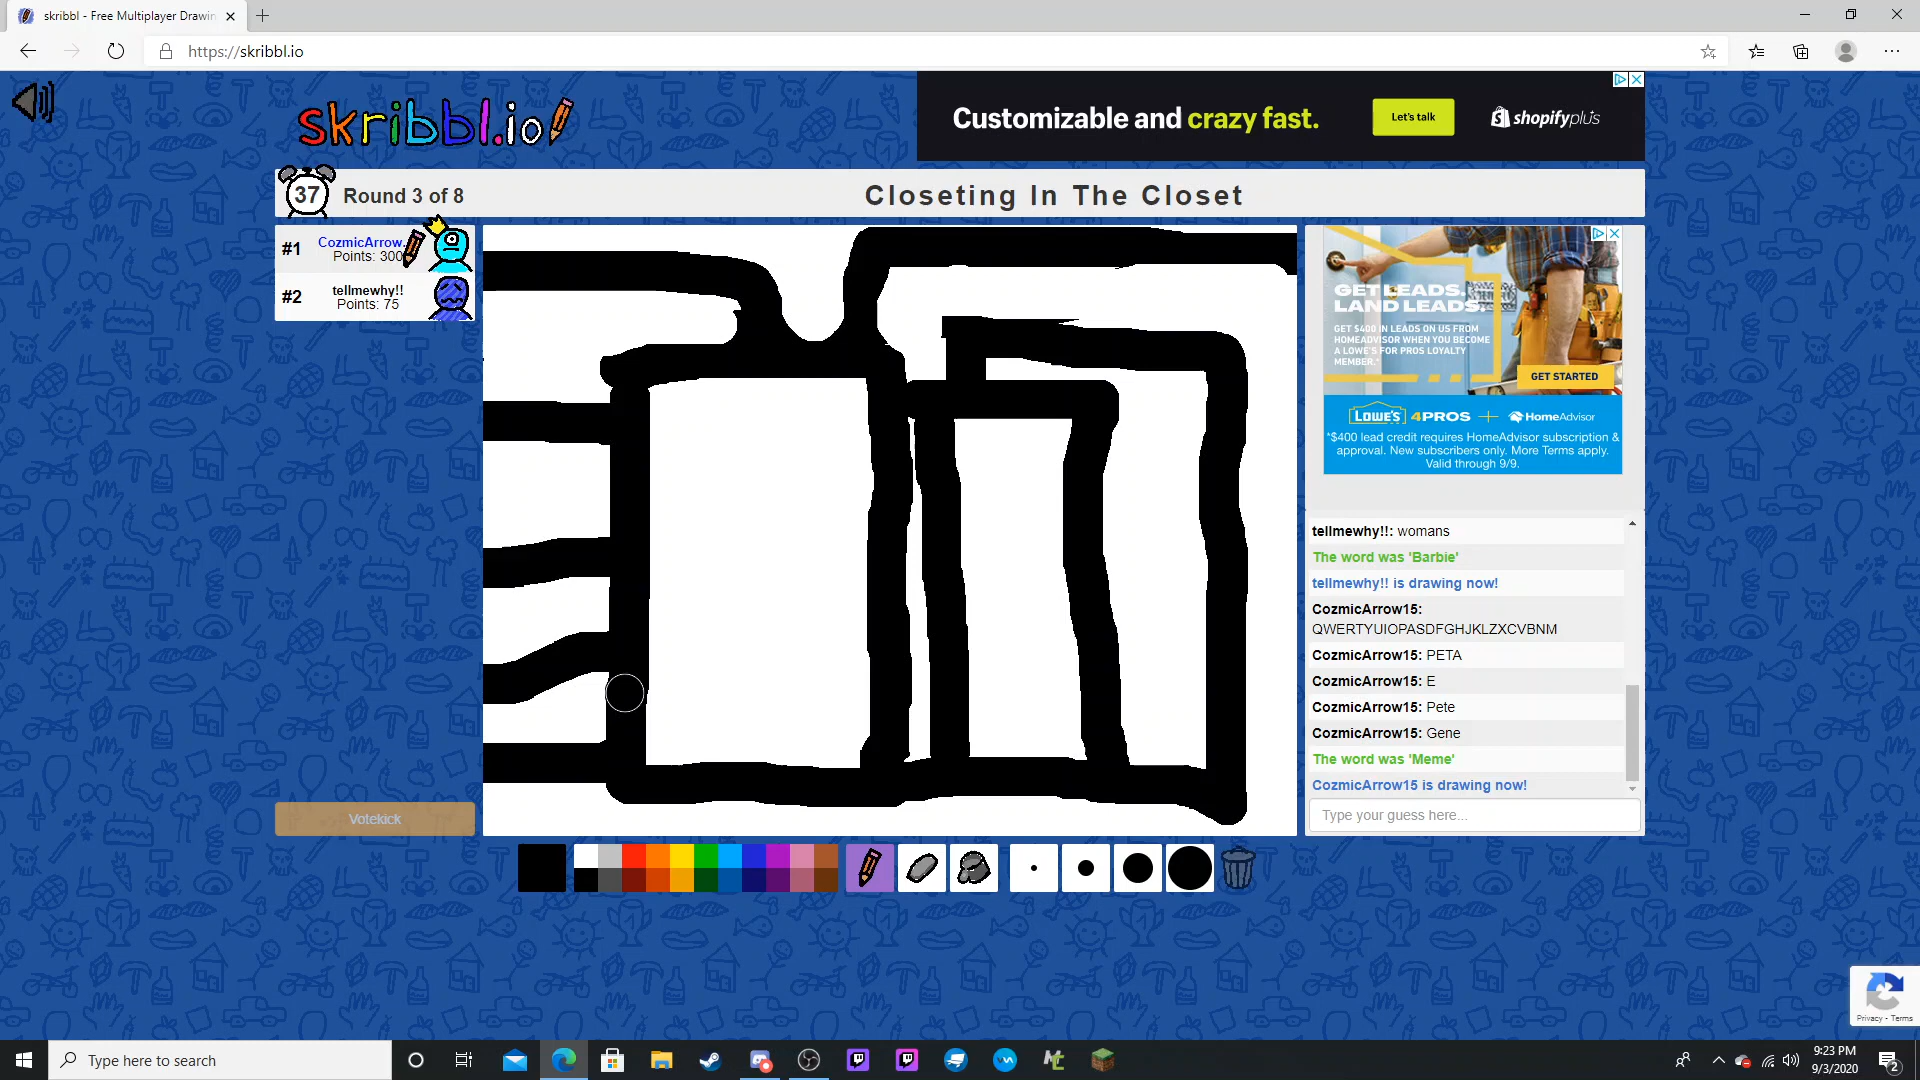 skribbl - Free Multiplayer Drawin
https://skribbl.io
skribbl.io
Customizable and crazy fast.
Let's talk
shopifyplus
37
Round 3 of 8
Closeting In The Closet
#1
CozmicArrow.
Points: 300
#2
tellmewhy!!
Points: 75
GET LEADS.
LAND LEADS.
GET $400 IN LEADS ON US FROM
HOMEADVISOR WHEN YOU BECOME
A LOWE'S FOR PROS LOYALTY
MEMBER.*
GET STARTED
LOWE'S 4PROS + HomeAdvisor
*$400 lead credit requires HomeAdvisor subscription &
approval. New subscribers only. More Terms apply.
Valid through 9/9.
tellmewhy!!: womans
The word was 'Barbie'
tellmewhy!! is drawing now!
CozmicArrow15:
QWERTYUIOPASDFGHJKLZXCVBNM
CozmicArrow15: PETA
CozmicArrow15: E
CozmicArrow15: Pete
CozmicArrow15: Gene
The word was 'Meme'
CozmicArrow15 is drawing now!
Votekick
Type your guess here...
Privacy - Terms
Type here to search
9:23 PM
9/3/2020
2